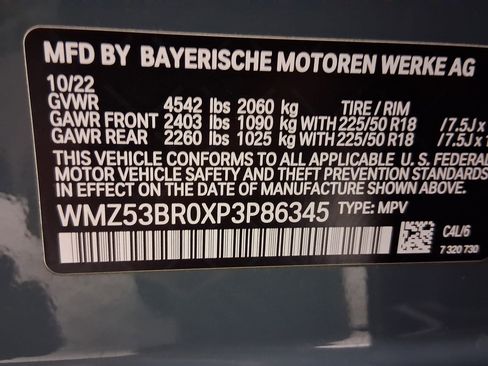 MFD BY BAYERISCHE MOTOREN WERKE AG
10/22
GVWR 4542 lbs 2060 kg TIRE / RIM
GAWR FRONT 2403 lbs 1090 kg WITH 225/50 R18 /7.5J x
GAWR REAR 2260 lbs 1025 kg WITH 225/50 R18 /7.5J x
THIS VEHICLE CONFORMS TO ALL APPLICABLE U. S. FEDERAL
MOTOR VEHICLE SAFETY, BUMPER, AND THEFT PREVENTION
IN EFFECT ON THE DATE OF MANUFACTURE SHOWN ABOVE.
WMZ53BR0XP3P86345 TYPE: MPV
C4L/6
7 320 730